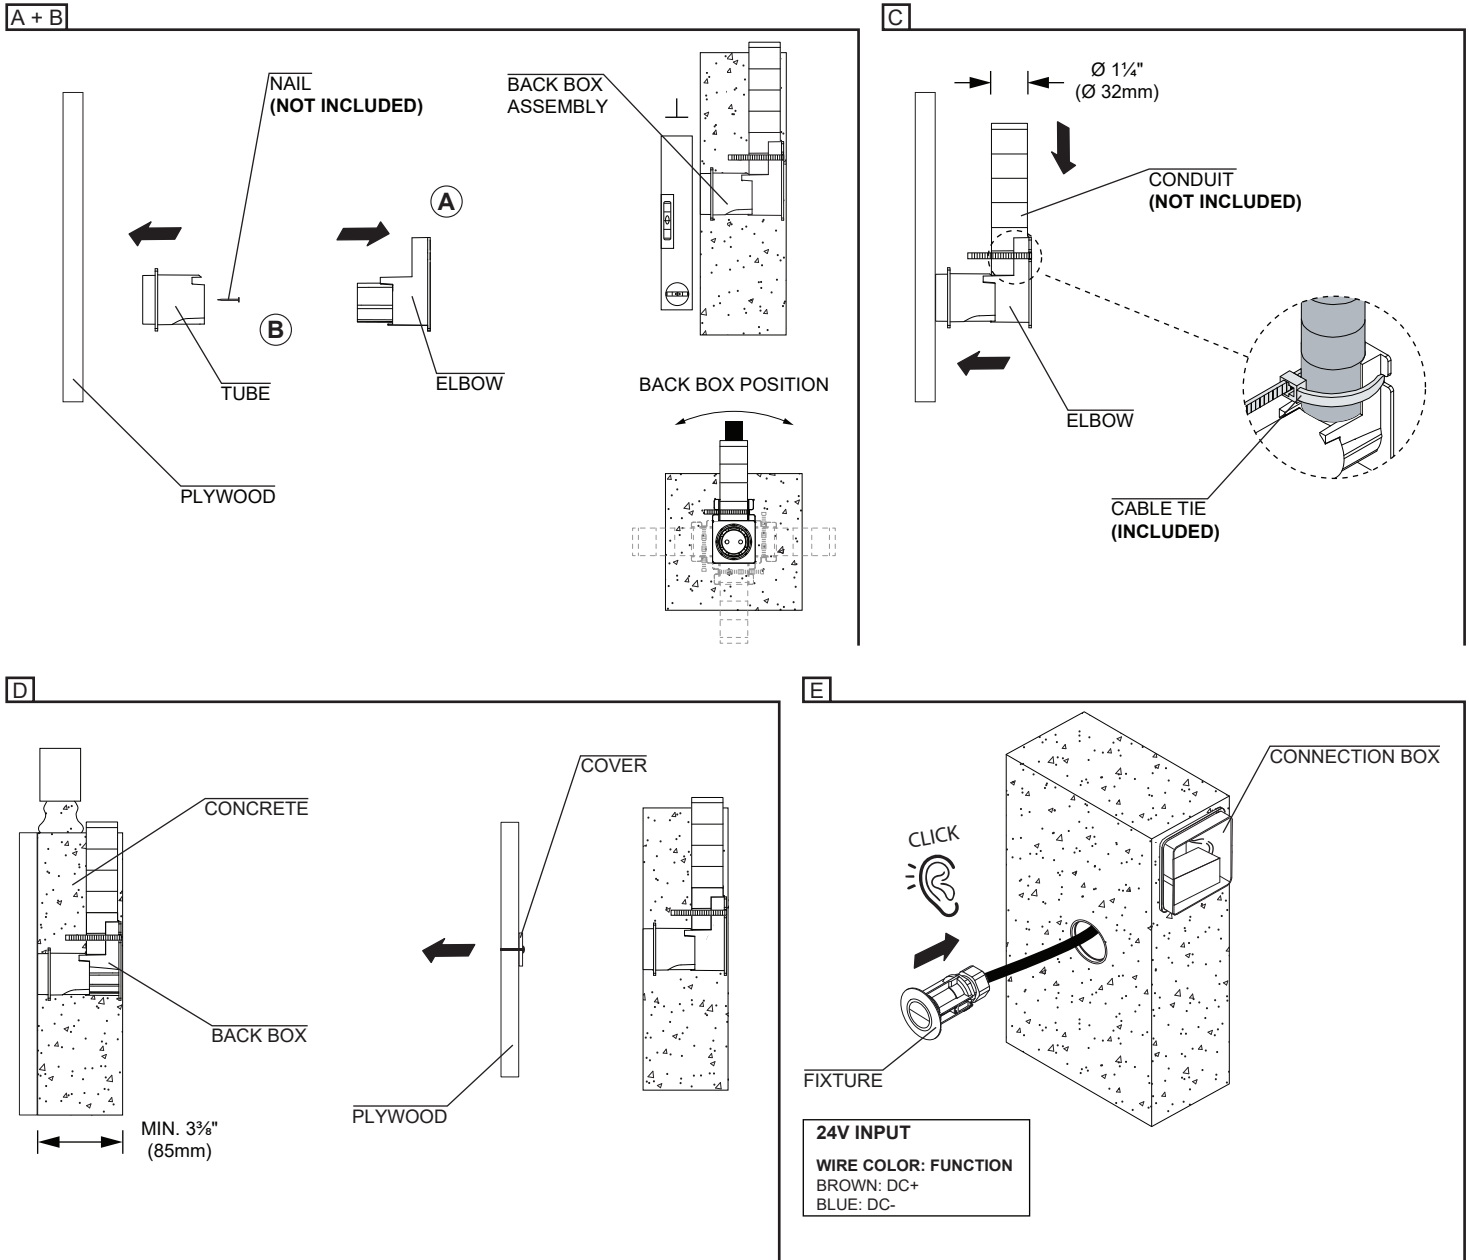 A + B
NAIL
(NOT INCLUDED)
BACK BOX
ASSEMBLY
A
B
TUBE
ELBOW
PLYWOOD
BACK BOX POSITION
C
Ø 1¼"
(Ø 32mm)
CONDUIT
(NOT INCLUDED)
ELBOW
CABLE TIE
(INCLUDED)
D
CONCRETE
COVER
BACK BOX
PLYWOOD
MIN. 3⅜"
(85mm)
E
CONNECTION BOX
CLICK
FIXTURE
24V INPUT
WIRE COLOR: FUNCTION
BROWN: DC+
BLUE: DC-